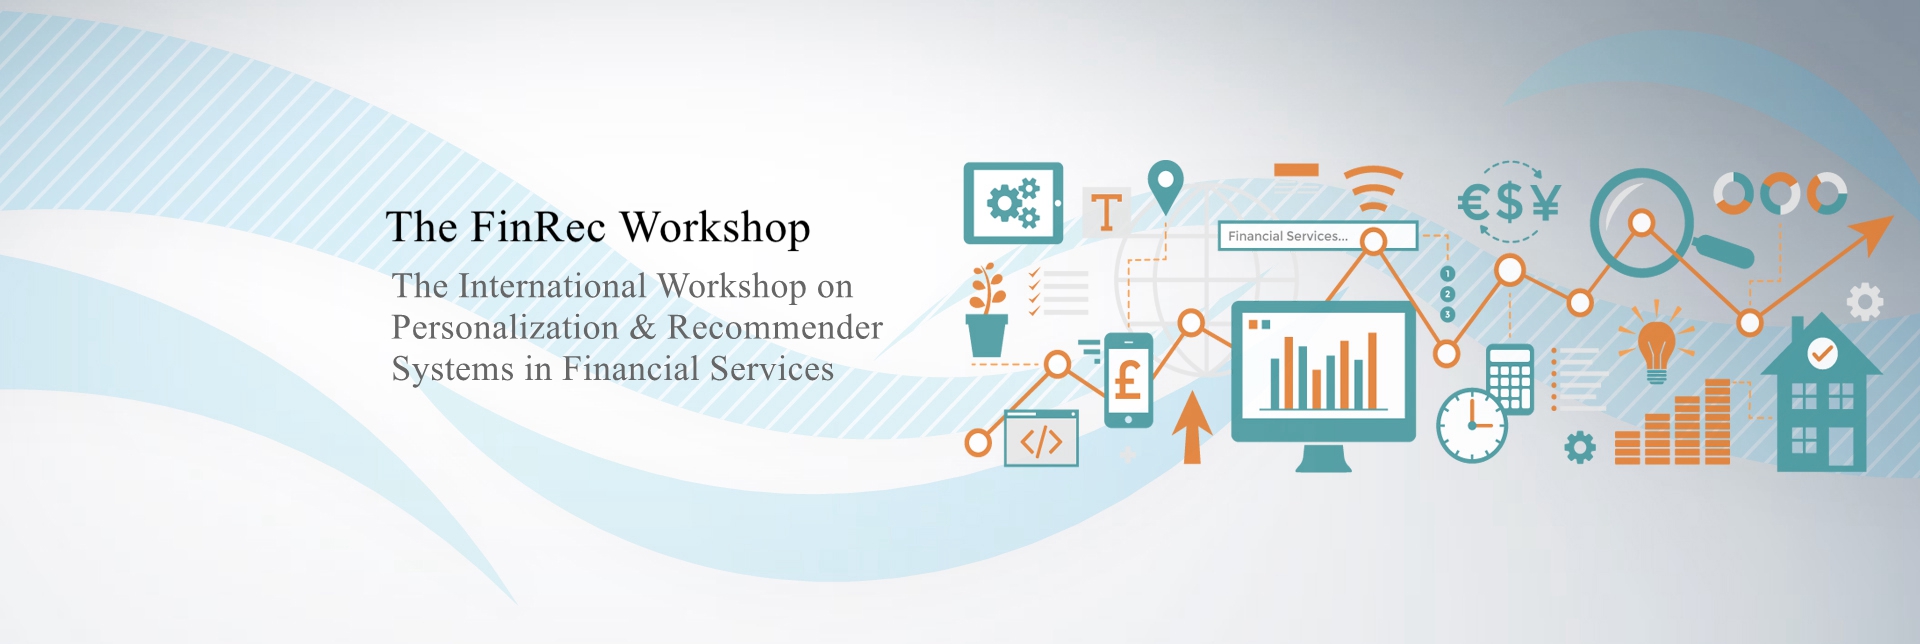 The FinRec Workshop
The International Workshop on
Personalization & Recommender
Systems in Financial Services
T
Financial Services...
€$¥
1
2
3
£
</>